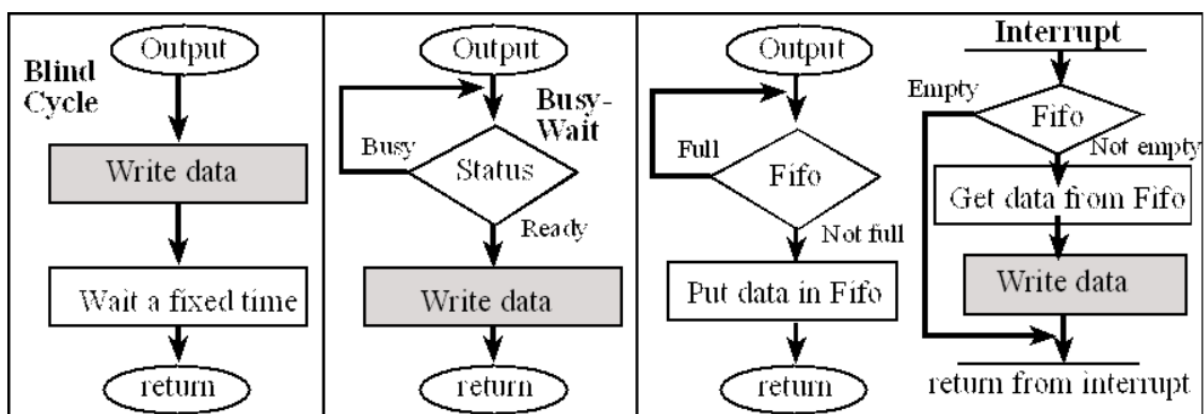 Output
Blind
Cycle
Write data
Wait a fixed time
return
Output
Busy-
Wait
Busy
Status
Ready
Write data
return
Output
Full
Fifo
Not full
Put data in Fifo
return
Interrupt
Empty
Fifo
Not empty
Get data from Fifo
Write data
return from interrupt